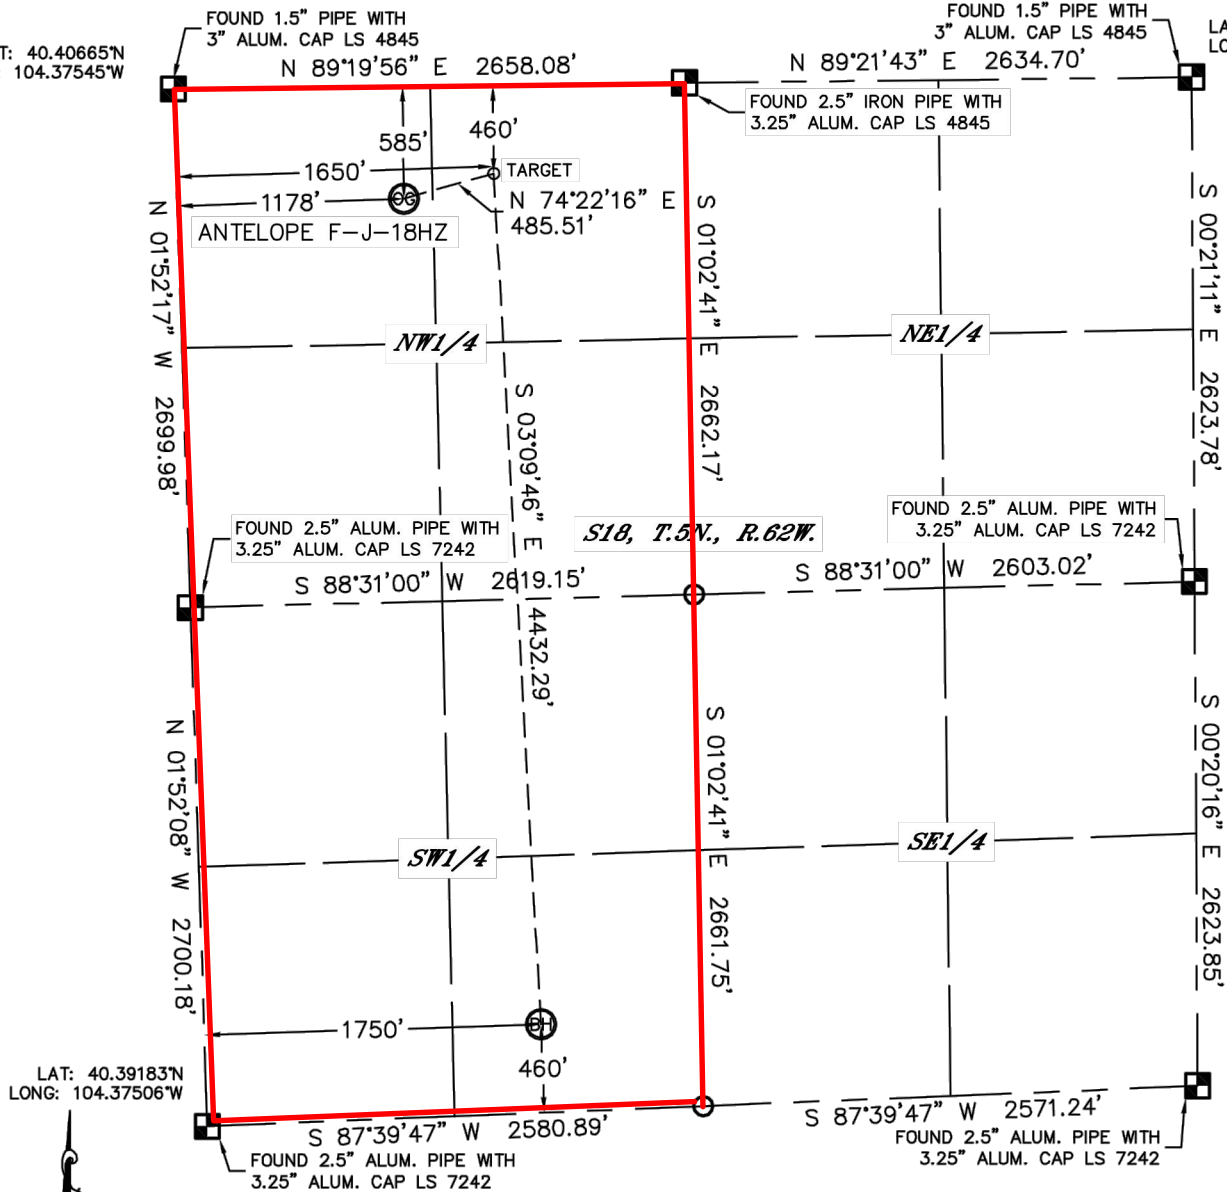 FOUND 1.5” PIPE WITH
3” ALUM. CAP LS 4845
FOUND 1.5” PIPE WITH
3” ALUM. CAP LS 4845
T: 40.40665°N
104.37545°W
LA
LO
N 89°19'56” E 2658.08'
N 89°21'43” E 2634.70'
FOUND 2.5” IRON PIPE WITH
3.25” ALUM. CAP LS 4845
585'
460'
1650'
TARGET
1178'
OG
N 74°22'16” E
485.51'
ANTELOPE F-J-18HZ
N 01°52'17” W 2699.98'
S 01°02'41” E 2662.17'
S 00°21'11” E 2623.78'
NW1/4
NE1/4
S 03°09'46” E 4432.29'
FOUND 2.5” ALUM. PIPE WITH
3.25” ALUM. CAP LS 7242
S18, T.5N., R.62W.
FOUND 2.5” ALUM. PIPE WITH
3.25” ALUM. CAP LS 7242
S 88°31'00” W 2619.15'
S 88°31'00” W 2603.02'
N 01°52'08” W 2700.18'
S 01°02'41” E 2661.75'
S 00°20'16” E 2623.85'
SW1/4
SE1/4
1750'
BH
460'
LAT: 40.39183°N
LONG: 104.37506°W
S 87°39'47” W 2580.89'
S 87°39'47” W 2571.24'
FOUND 2.5” ALUM. PIPE WITH
3.25” ALUM. CAP LS 7242
FOUND 2.5” ALUM. PIPE WITH
3.25” ALUM. CAP LS 7242